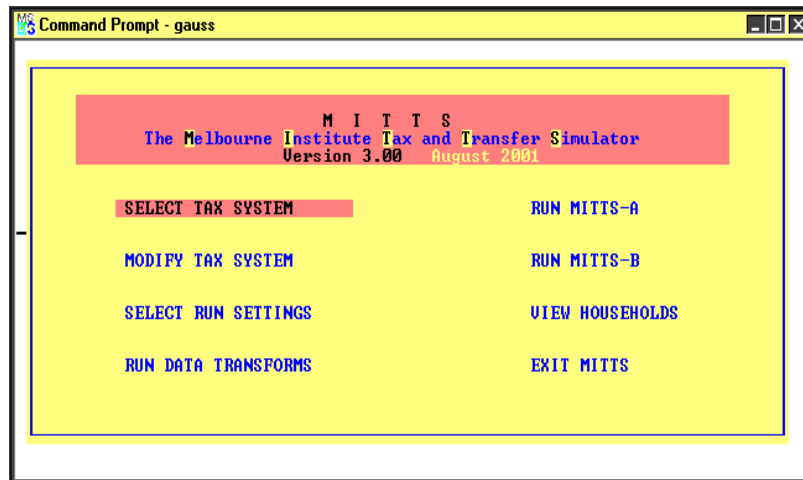 Command Prompt - gauss
M I T T S
The Melbourne Institute Tax and Transfer Simulator
Version 3.00 August 2001
SELECT TAX SYSTEM RUN MITTS-A
MODIFY TAX SYSTEM RUN MITTS-B
SELECT RUN SETTINGS VIEW HOUSEHOLDS
RUN DATA TRANSFORMS EXIT MITTS